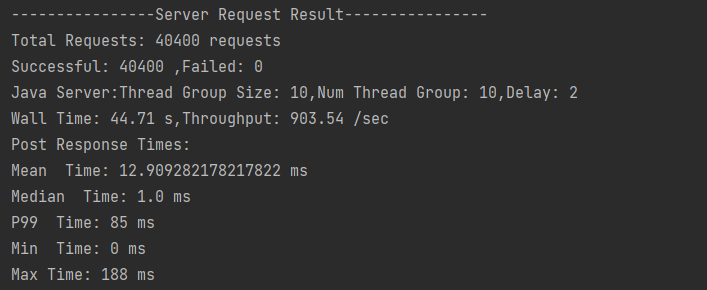 ----------------Server Request Result----------------
Total Requests: 40400 requests
Successful: 40400 ,Failed: 0
Java Server:Thread Group Size: 10,Num Thread Group: 10,Delay: 2
Wall Time: 44.71 s,Throughput: 903.54 /sec
Post Response Times:
Mean  Time: 12.909282178217822 ms
Median  Time: 1.0 ms
P99  Time: 85 ms
Min  Time: 0 ms
Max Time: 188 ms